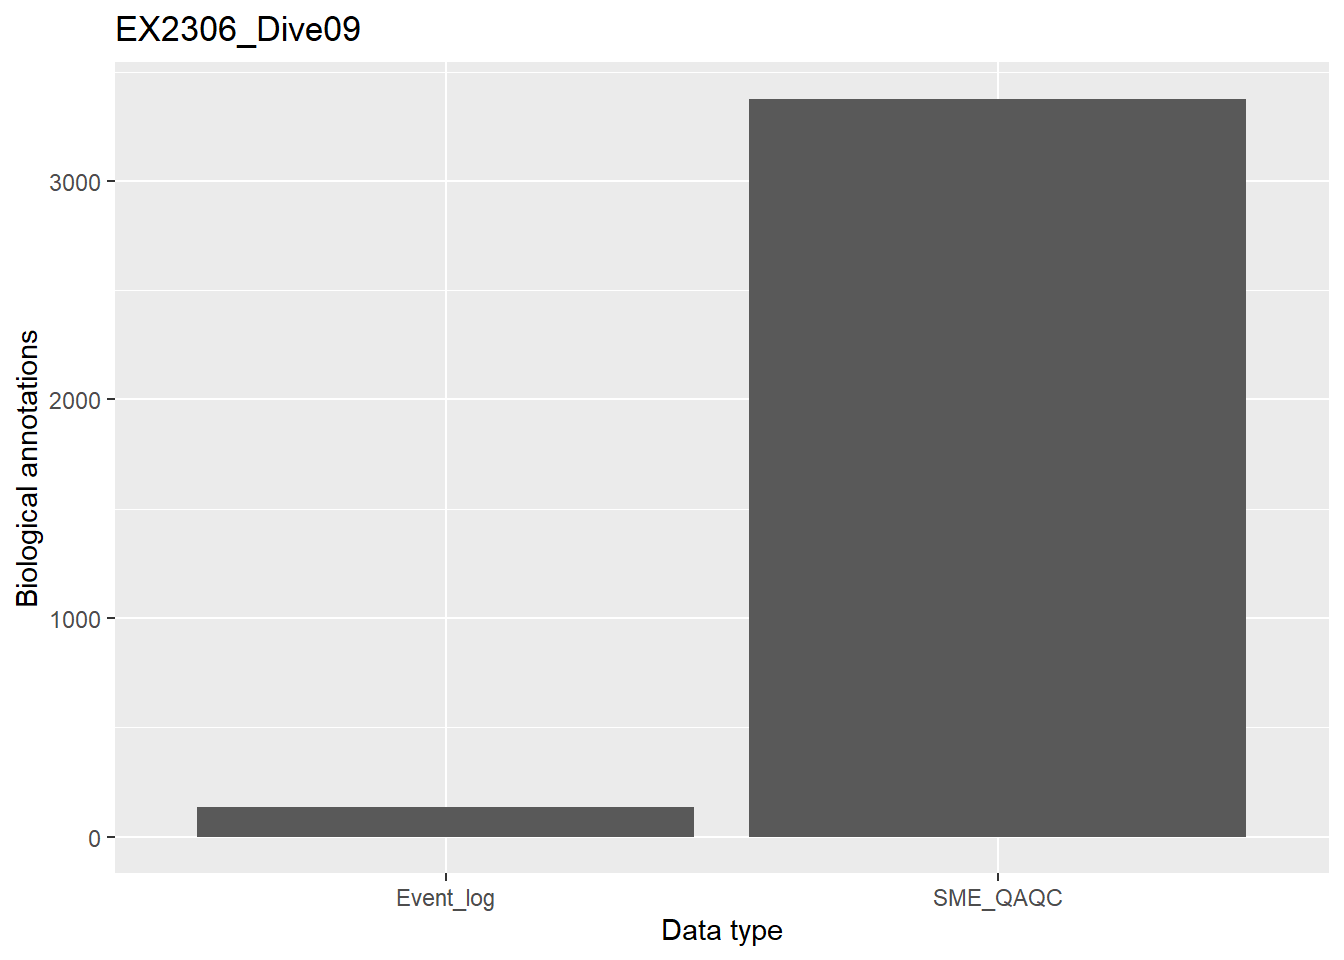 EX2306_Dive09
Biological annotations
3000
2000
1000
0
Event_log
SME_QAQC
Data type